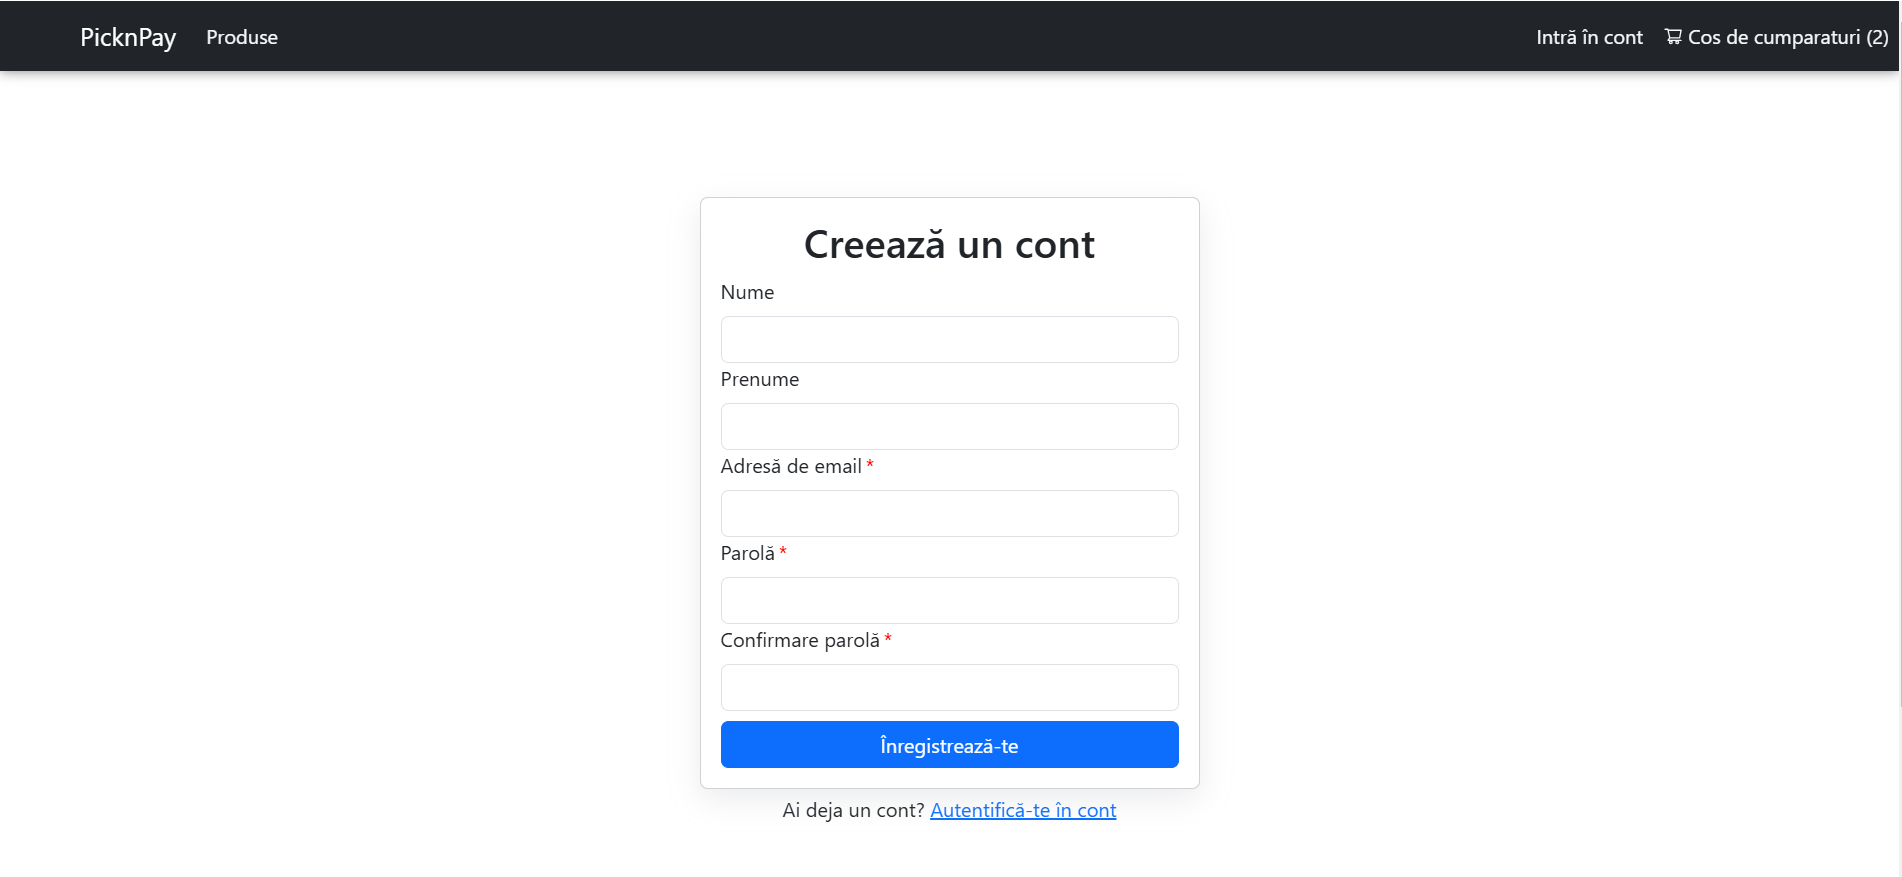 PicknPay Produse Intră în cont Cos de cumparaturi (2)
Creează un cont
Nume
Prenume
Adresă de email *
Parolă *
Confirmare parolă *
Înregistrează-te
Ai deja un cont? Autentifică-te în cont